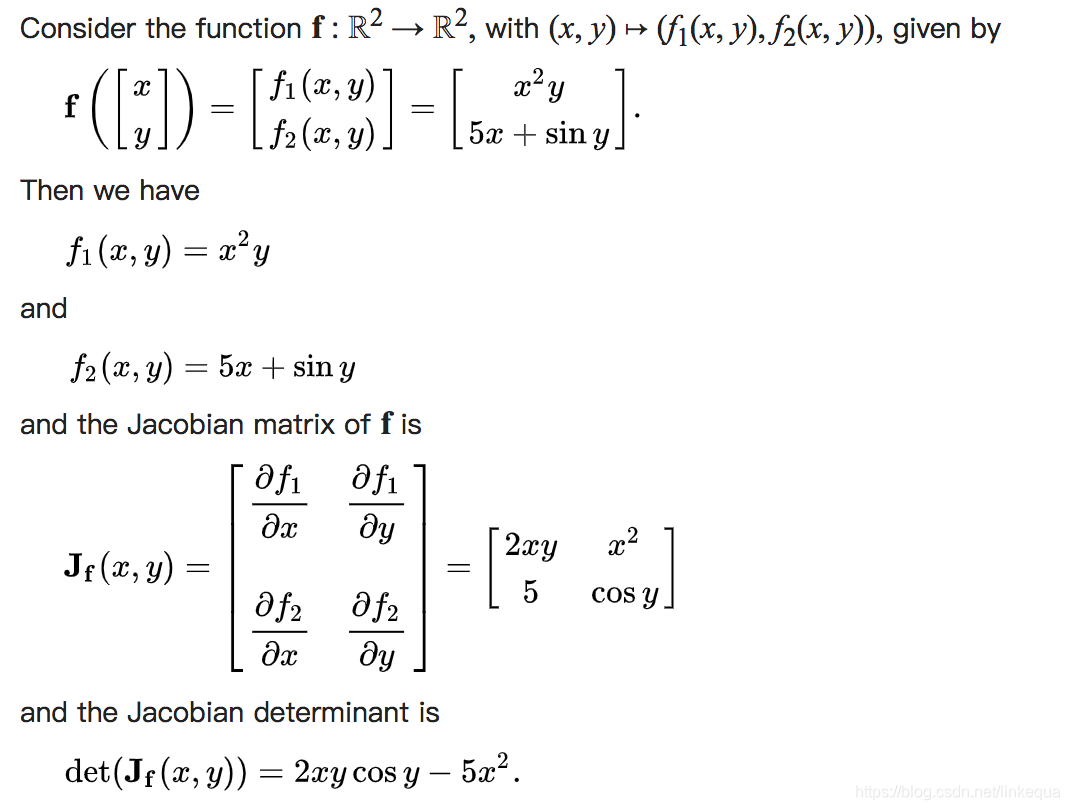 Consider the function f : ℝ² → ℝ², with (x, y) ↦ (f₁(x, y), f₂(x, y)), given by
f([x y]) = [f₁(x, y) f₂(x, y)] = [x²y 5x + sin y].
Then we have
f₁(x, y) = x²y
and
f₂(x, y) = 5x + sin y
and the Jacobian matrix of f is
J_f(x, y) = [∂f₁/∂x ∂f₁/∂y ∂f₂/∂x ∂f₂/∂y] = [2xy x² 5 cos y]
and the Jacobian determinant is
det(J_f(x, y)) = 2xy cos y − 5x².
https://blog.csdn.net/linkequa